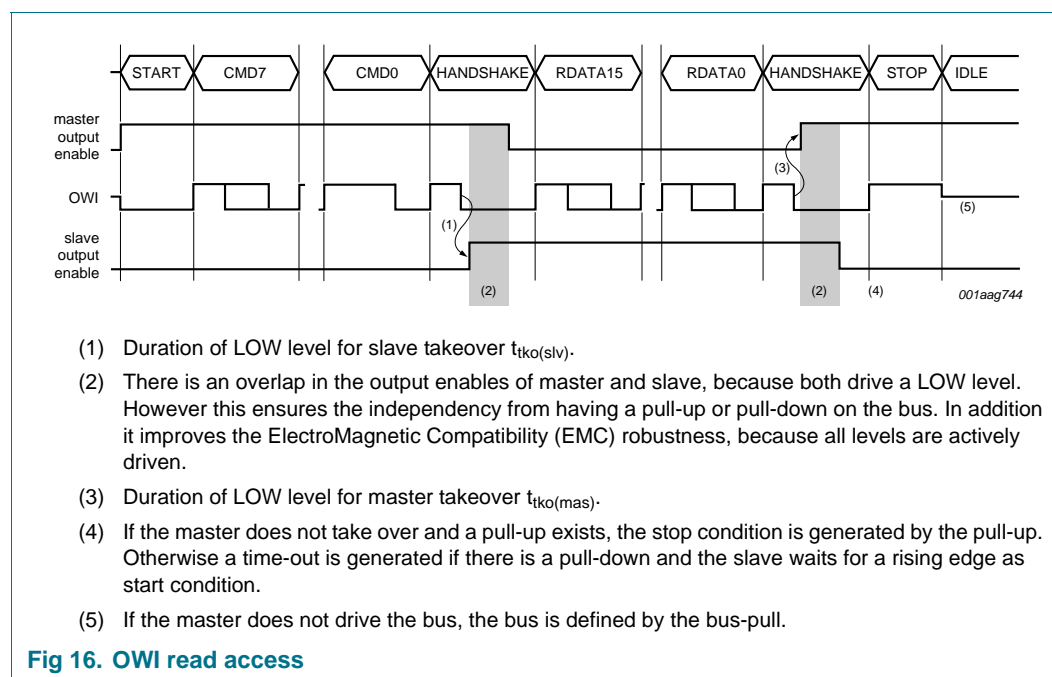 START CMD7 CMD0 HANDSHAKE RDATA15 RDATA0 HANDSHAKE STOP IDLE
master
output
enable
(3)
OWI
(1)
(5)
slave
output
enable
(2)
(2)
(4)
001aag744
(1) Duration of LOW level for slave takeover ttko(slv).
(2) There is an overlap in the output enables of master and slave, because both drive a LOW level.
However this ensures the independency from having a pull-up or pull-down on the bus. In addition
it improves the ElectroMagnetic Compatibility (EMC) robustness, because all levels are actively
driven.
(3) Duration of LOW level for master takeover ttko(mas).
(4) If the master does not take over and a pull-up exists, the stop condition is generated by the pull-up.
Otherwise a time-out is generated if there is a pull-down and the slave waits for a rising edge as
start condition.
(5) If the master does not drive the bus, the bus is defined by the bus-pull.
Fig 16. OWI read access